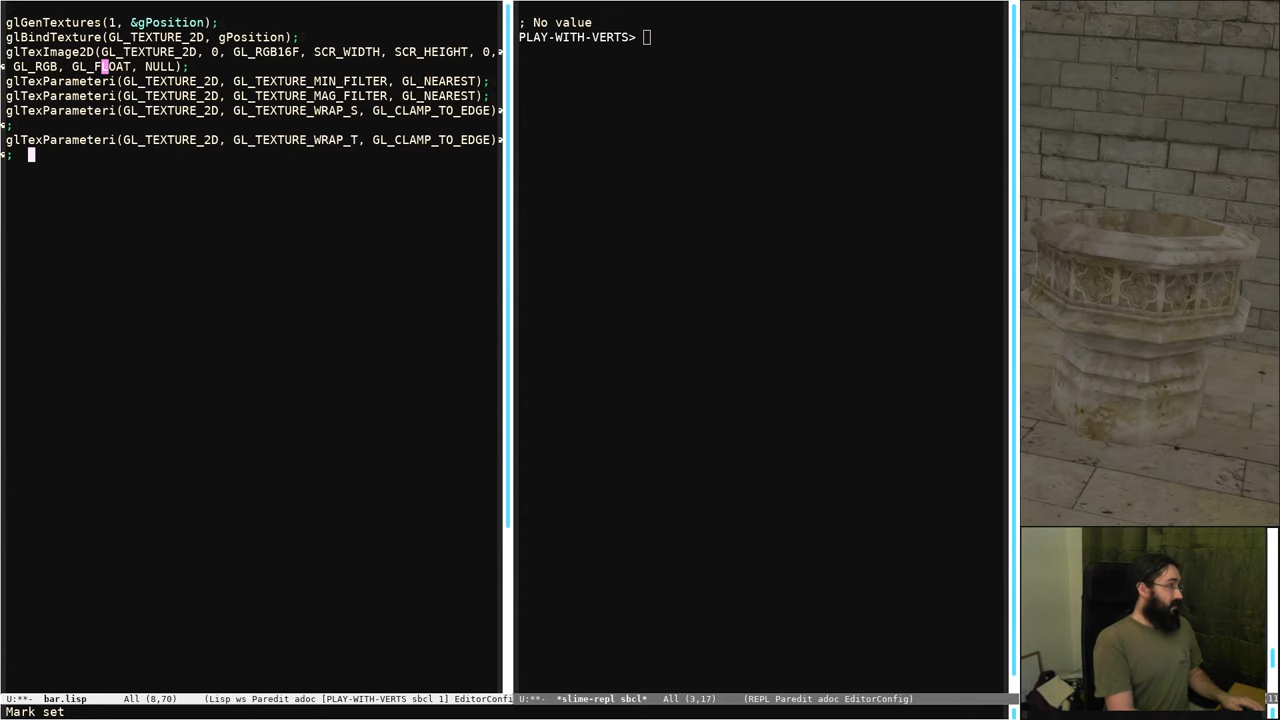 glGenTextures(1, &gPosition);
glBindTexture(GL_TEXTURE_2D, gPosition);
glTexImage2D(GL_TEXTURE_2D, 0, GL_RGB16F, SCR_WIDTH, SCR_HEIGHT, 0,
GL_RGB, GL_FLOAT, NULL);
glTexParameteri(GL_TEXTURE_2D, GL_TEXTURE_MIN_FILTER, GL_NEAREST);
glTexParameteri(GL_TEXTURE_2D, GL_TEXTURE_MAG_FILTER, GL_NEAREST);
glTexParameteri(GL_TEXTURE_2D, GL_TEXTURE_WRAP_S, GL_CLAMP_TO_EDGE)
;
glTexParameteri(GL_TEXTURE_2D, GL_TEXTURE_WRAP_T, GL_CLAMP_TO_EDGE)
;
U:**- bar.lisp All (8,70) (Lisp ws Paredit adoc [PLAY-WITH-VERTS sbcl 1] EditorConfi
Mark set
; No value
PLAY-WITH-VERTS>
U:**- *slime-repl sbcl* All (3,17) (REPL Paredit adoc EditorConfig)